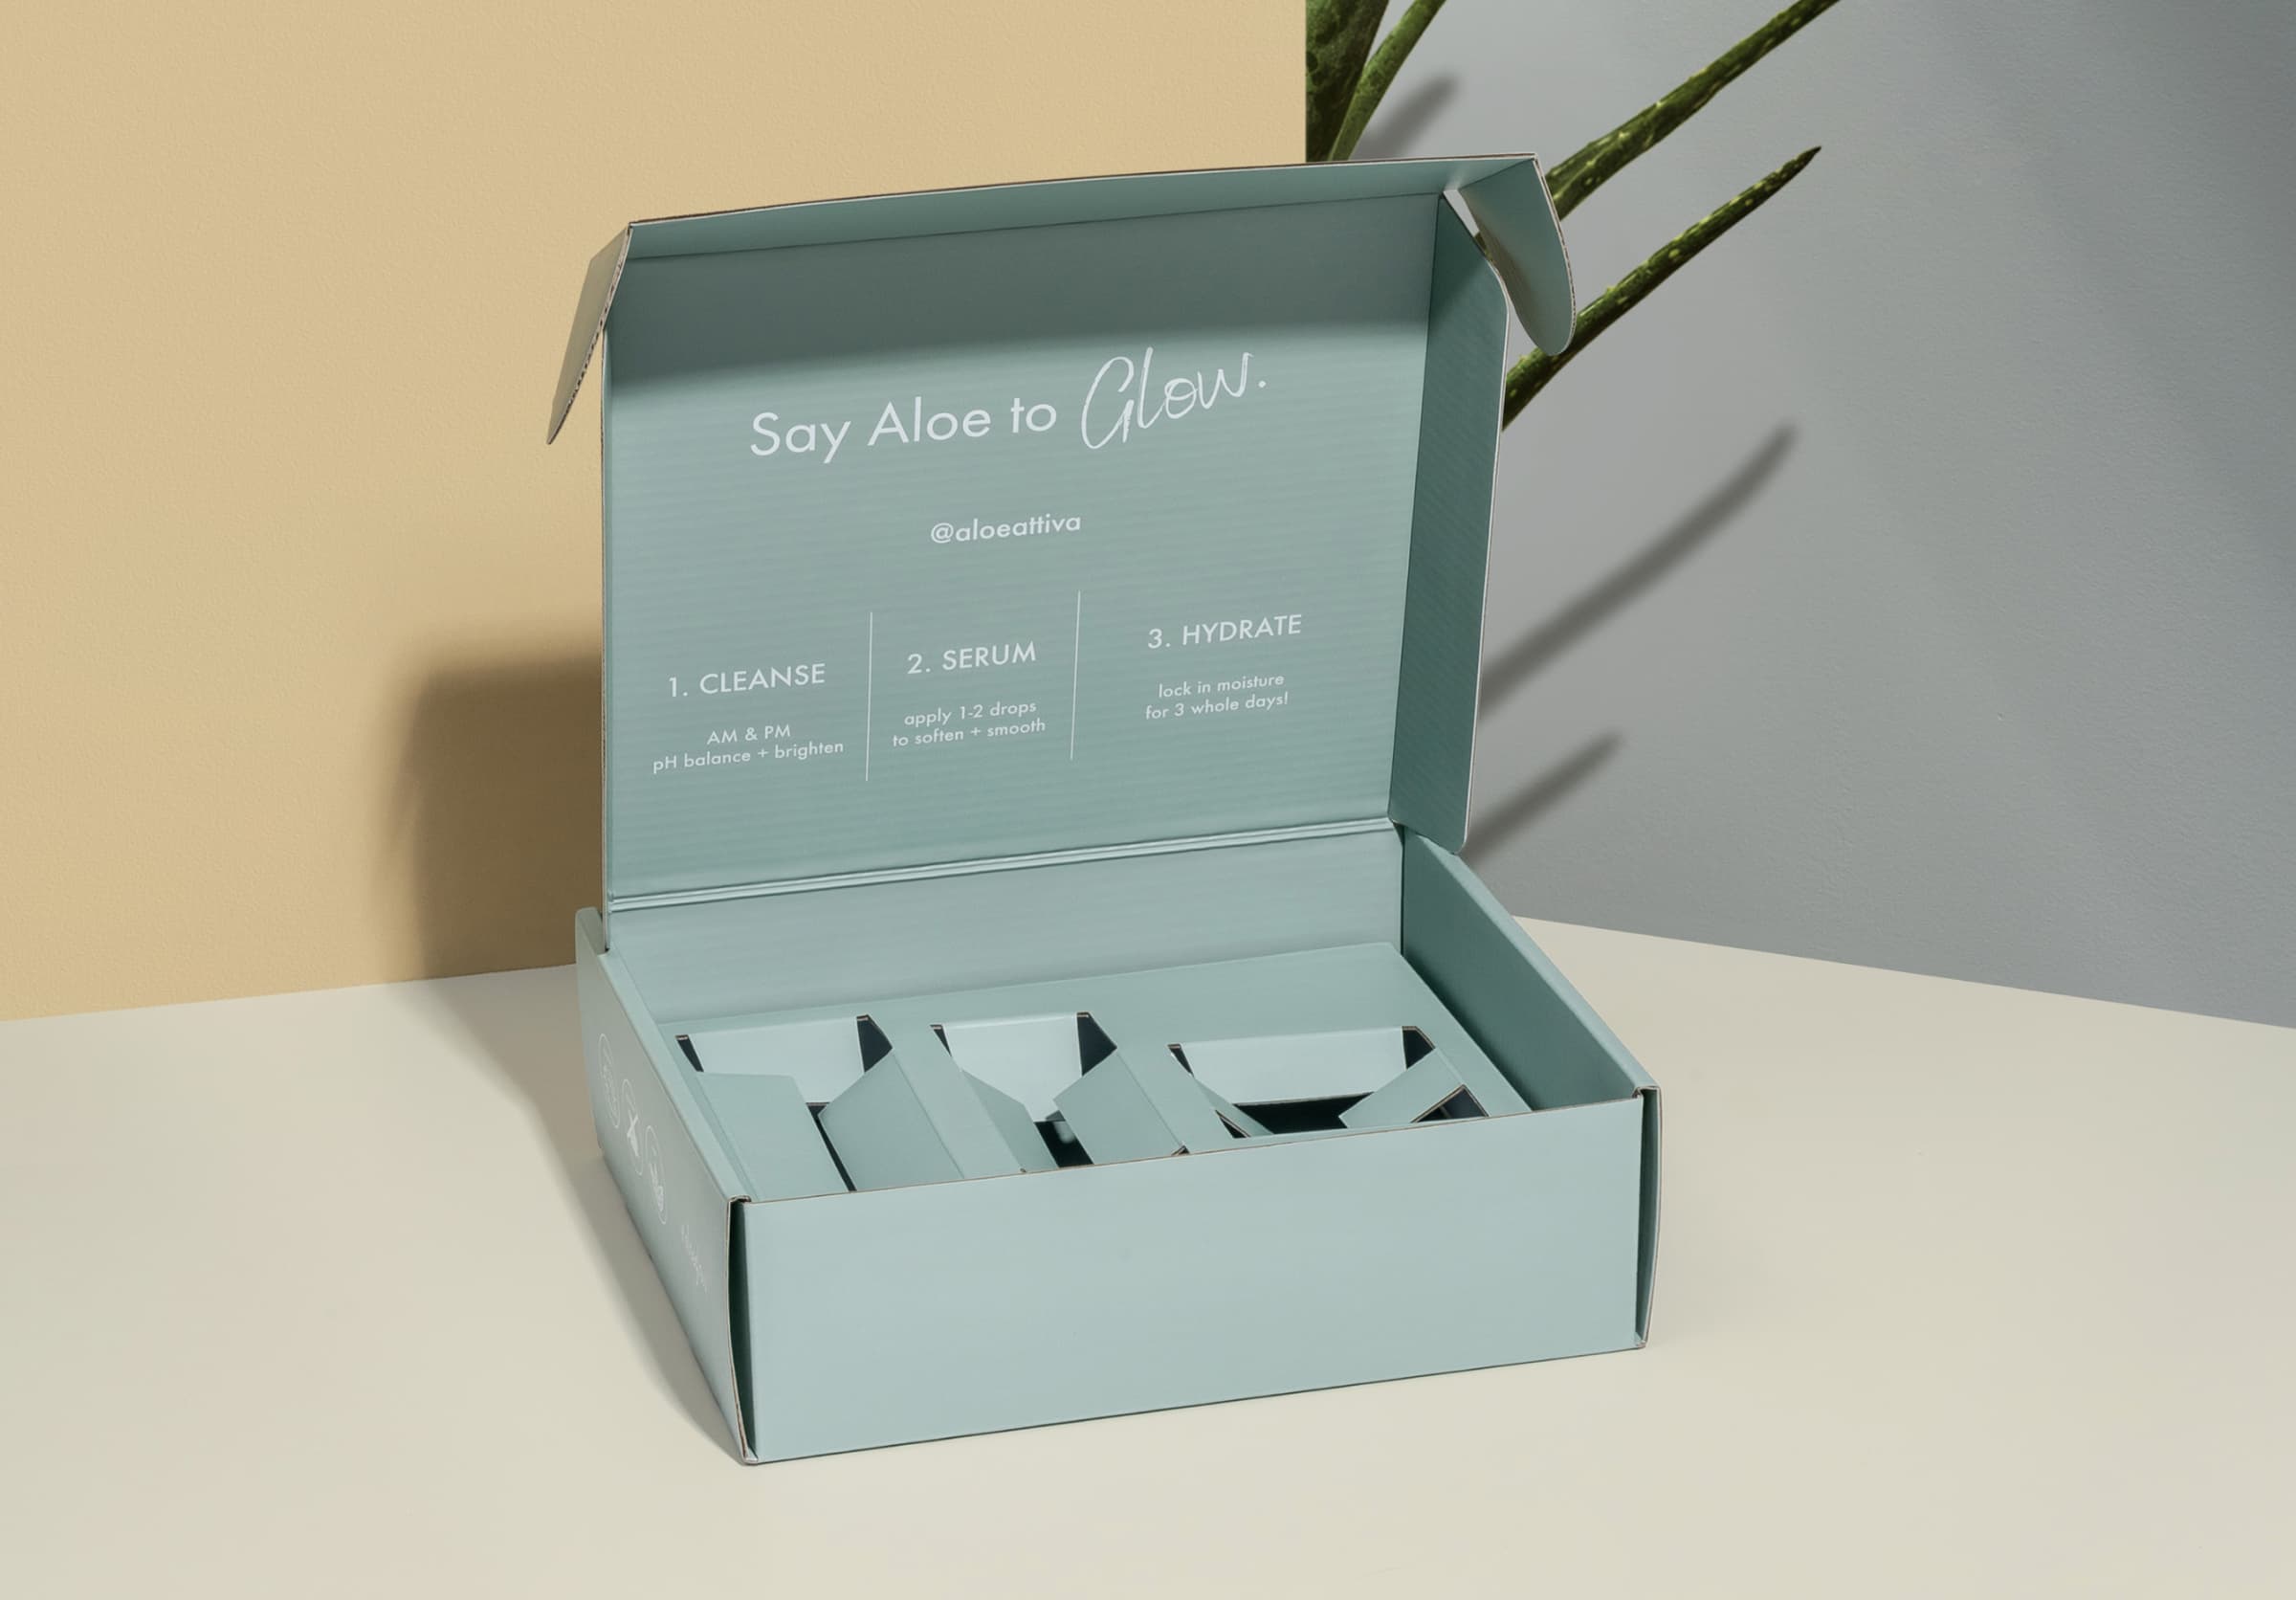 Say Aloe to Glow.
@aloeattiva
1. CLEANSE
AM & PM
pH balance + brighten
2. SERUM
apply 1-2 drops
to soften + smooth
3. HYDRATE
lock in moisture
for 3 whole days!